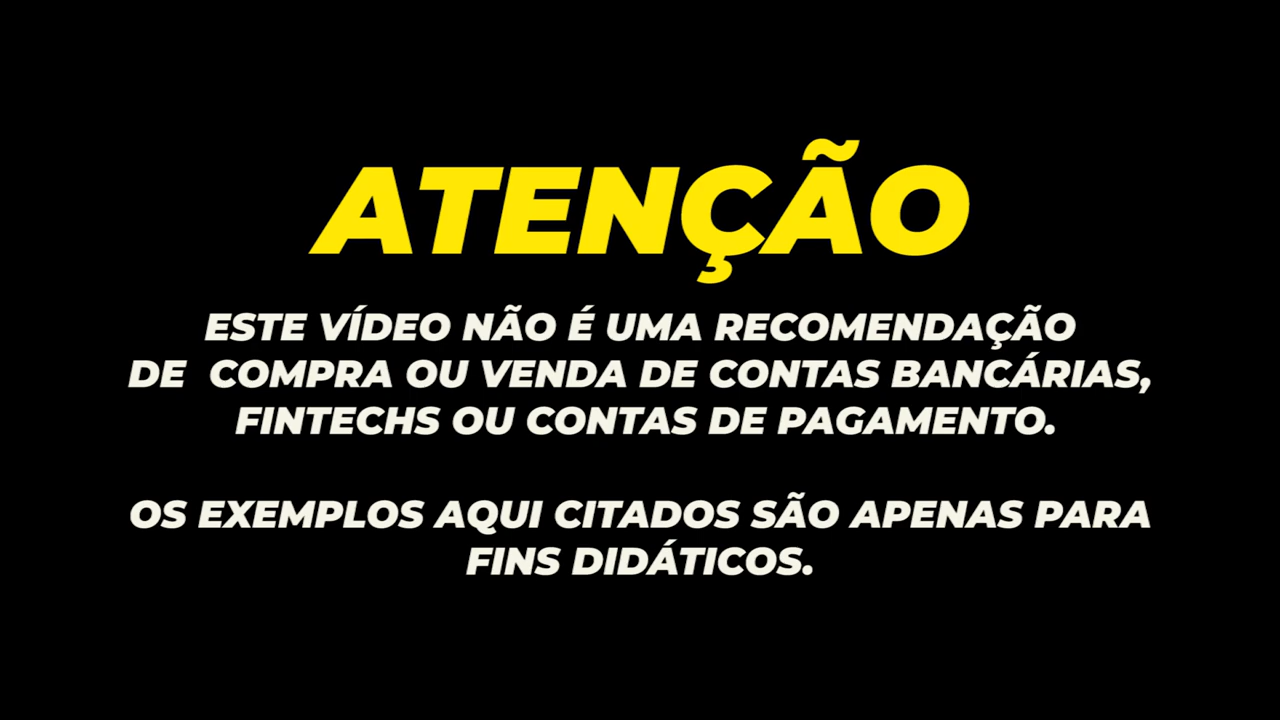 ATENÇÃO
ESTE VÍDEO NÃO É UMA RECOMENDAÇÃO
DE COMPRA OU VENDA DE CONTAS BANCÁRIAS,
FINTECHS OU CONTAS DE PAGAMENTO.
OS EXEMPLOS AQUI CITADOS SÃO APENAS PARA
FINS DIDÁTICOS.